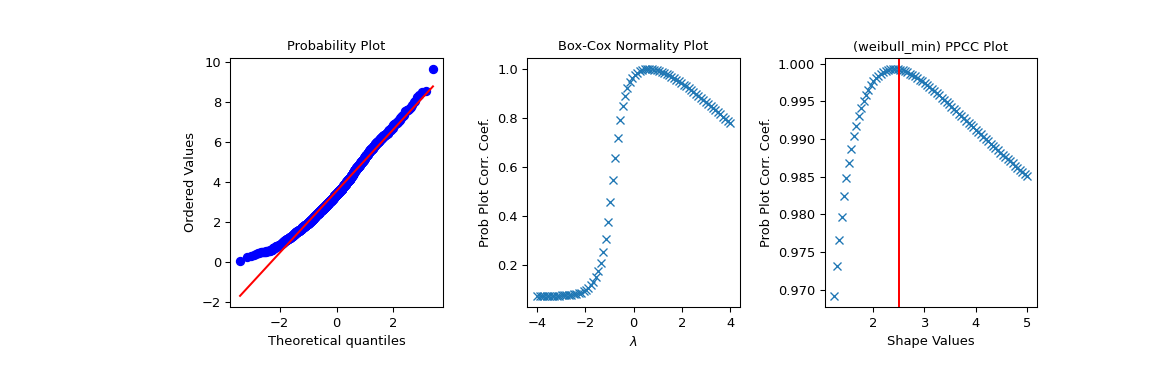 Probability Plot
Ordered Values
10
8
6
4
2
0
−2
−2 0 2
Theoretical quantiles
Box-Cox Normality Plot
Prob Plot Corr. Coef.
1.0
0.8
0.6
0.4
0.2
−4 −2 0 2 4
λ
(weibull_min) PPCC Plot
Prob Plot Corr. Coef.
1.000
0.995
0.990
0.985
0.980
0.975
0.970
2 3 4 5
Shape Values